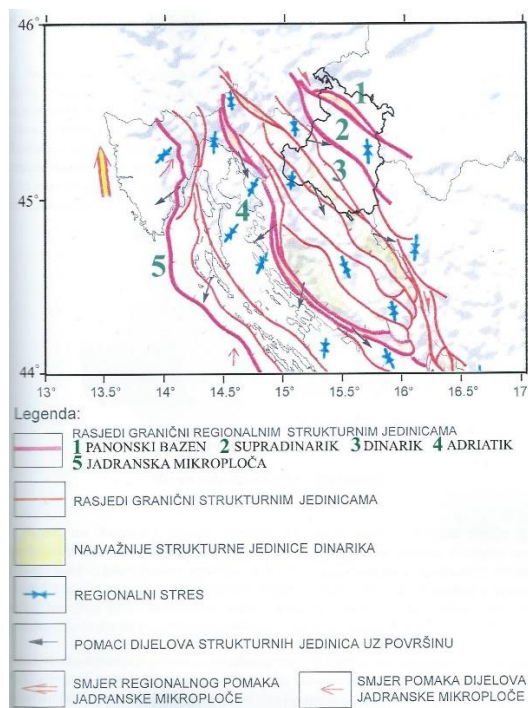 46°
1
2
3
45°
4
5
44°
13° 13.5° 14° 14.5° 15° 15.5° 16° 16.5° 17
Legenda:
RASJEDI GRANIČNI REGIONALNIM STRUKTURNIM JEDINICAMA
1 PANONSKI BAZEN 2 SUPRADINARIK 3 DINARIK 4 ADRIATIK
5 JADRANSKA MIKROPLOČA
RASJEDI GRANIČNI STRUKTURNIM JEDINICAMA
NAJVAŽNIJE STRUKTURNE JEDINICE DINARIKA
REGIONALNI STRES
POMACI DIJELOVA STRUKTURNIH JEDINICA UZ POVRŠINU
SMJER REGIONALNOG POMAKA
JADRANSKE MIKROPLOČE
SMJER POMAKA DIJELOVA
JADRANSKE MIKROPLOČE